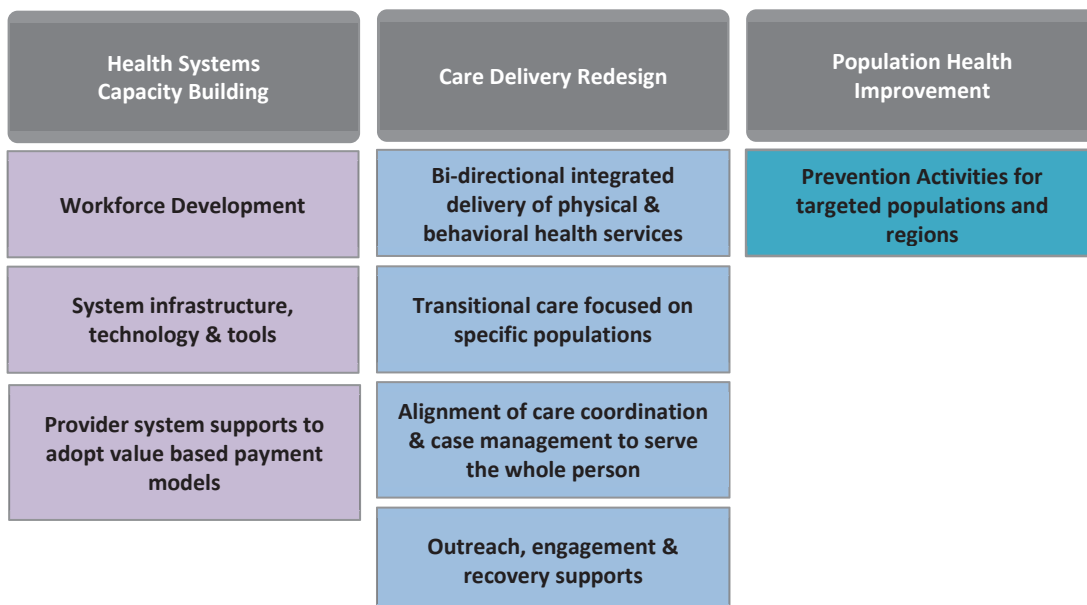 Health Systems
Capacity Building
Workforce Development
System infrastructure,
technology & tools
Provider system supports to
adopt value based payment
models
Care Delivery Redesign
Bi-directional integrated
delivery of physical &
behavioral health services
Transitional care focused on
specific populations
Alignment of care coordination
& case management to serve
the whole person
Outreach, engagement &
recovery supports
Population Health
Improvement
Prevention Activities for
targeted populations and
regions